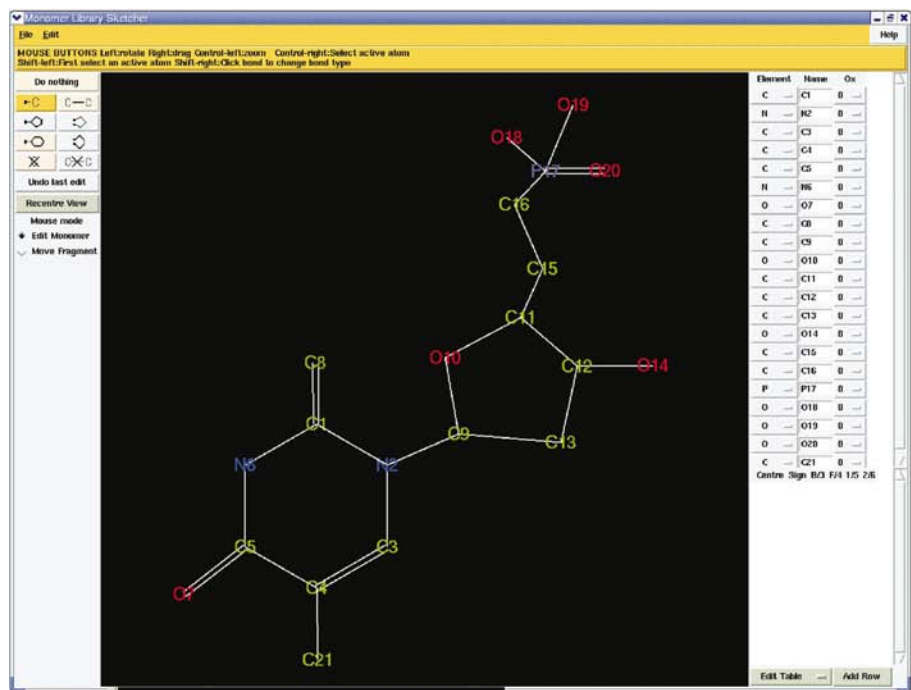 Monomer Library Sketcher
File Edit
Help
MOUSE BUTTONS Left:rotate Right:drag Control-left:zoom Control-right:Select active atom
Shift-left:First select an active atom Shift-right:Click bond to change bond type
Do nothing
C C C
C C
Undo last edit
Recentre View
Mouse mode
Edit Monomer
Move Fragment
O19
O18
P17 O20
C16
C15
C11
O10
C8
C12 O14
C1
C9
C13
N6 N2
C5 C3
C4
O7
C21
Element Name Ox
C C1 0
N N2 0
C C3 0
C C4 0
C C5 0
N N6 0
O O7 0
C C8 0
C C9 0
O O10 0
C C11 0
C C12 0
C C13 0
O O14 0
C C15 0
C C16 0
P P17 0
O O18 0
O O19 0
O O20 0
C C21 0
Centre Sign B/3 F/4 1/5 2/6
Edit Table Add Row